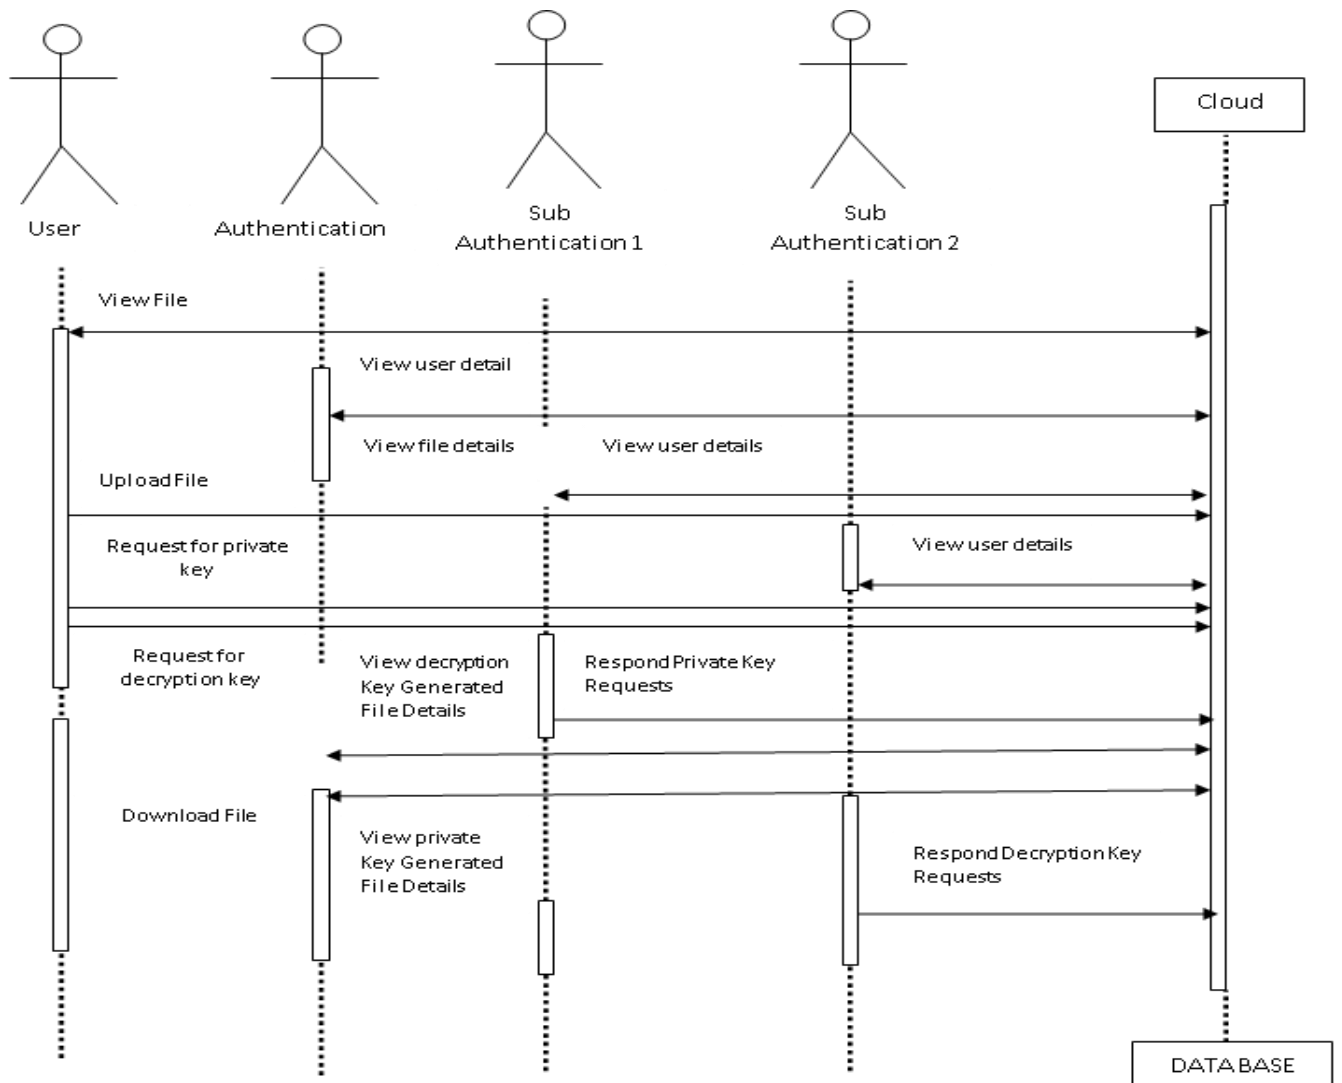 Cloud
User
Authentication
Sub
Authentication 1
Sub
Authentication 2
View File
View user detail
View file details
View user details
Upload File
Request for private
key
View user details
Request for
decryption key
View decryption
Key Generated
File Details
Respond Private Key
Requests
Download File
View private
Key Generated
File Details
Respond Decryption Key
Requests
DATABASE